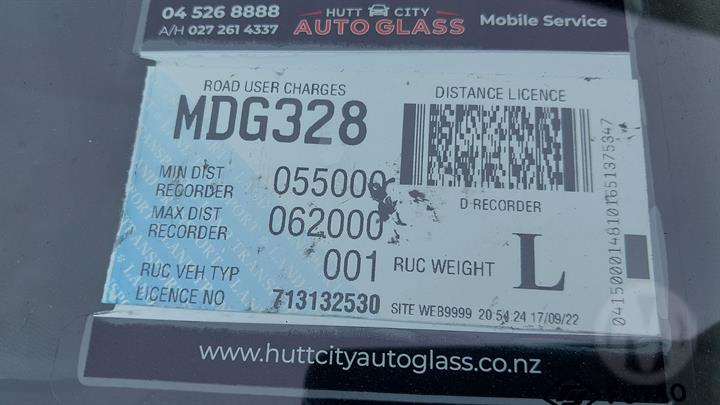 04 526 8888
A/H 027 261 4337
HUTT CITY
AUTO GLASS
Mobile Service
ROAD USER CHARGES
DISTANCE LICENCE
MDG328
MIN DIST RECORDER 055000
MAX DIST RECORDER 062000
D RECORDER
RUC VEH TYP 001
RUC WEIGHT L
LICENCE NO 713132530
SITE WEB9999 20 54 24 17/09/22
0415000148101651375347
www.huttcityautoglass.co.nz